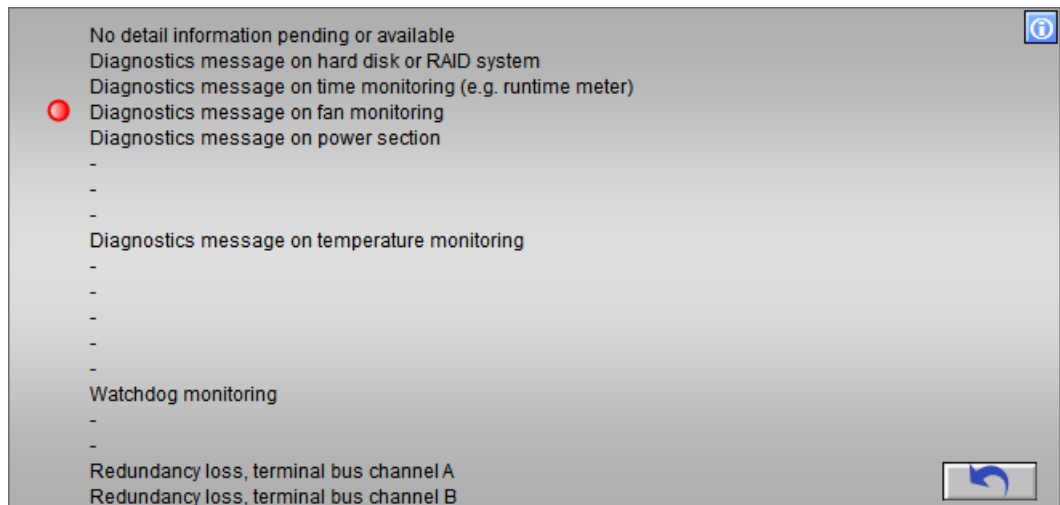 No detail information pending or available
Diagnostics message on hard disk or RAID system
Diagnostics message on time monitoring (e.g. runtime meter)
Diagnostics message on fan monitoring
Diagnostics message on power section
-
-
-
Diagnostics message on temperature monitoring
-
-
-
-
-
Watchdog monitoring
-
-
Redundancy loss, terminal bus channel A
Redundancy loss, terminal bus channel B